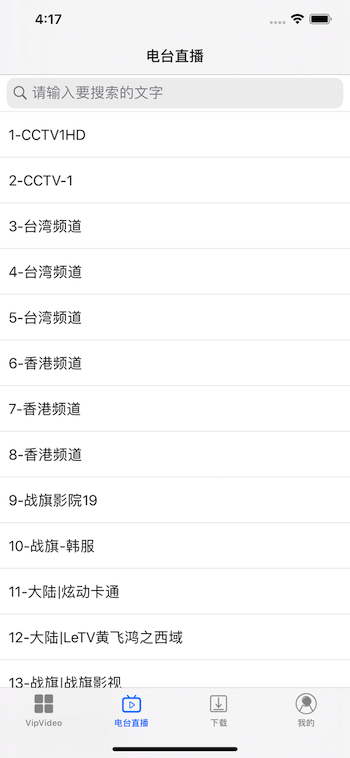 4:17
电台直播
请输入要搜索的文字
1-CCTV1HD
2-CCTV-1
3-台湾频道
4-台湾频道
5-台湾频道
6-香港频道
7-香港频道
8-香港频道
9-战旗影院19
10-战旗-韩服
11-大陆|炫动卡通
12-大陆|LeTV黄飞鸿之西域
13-战旗|战旗影视
VipVideo
电台直播
下载
我的